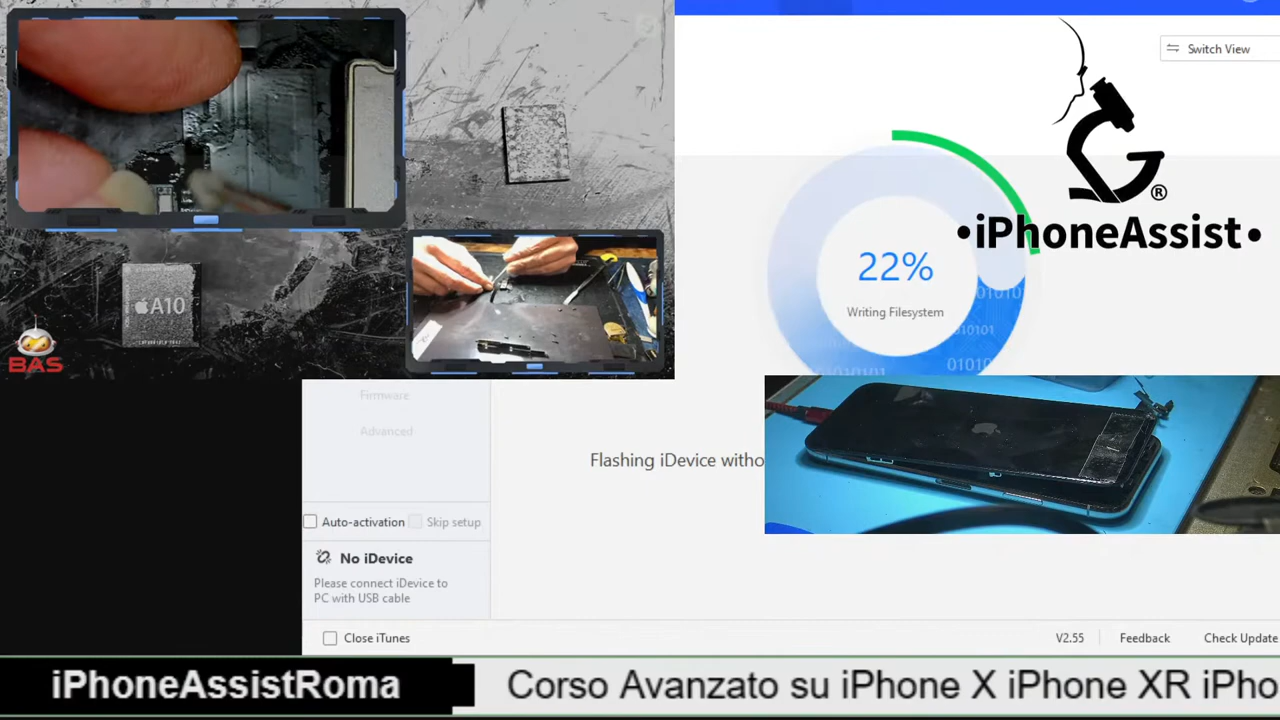 Switch View
•iPhoneAssist•
®
22%
Writing Filesystem
A10
BAS
Firmware
Advanced
Flashing iDevice witho
Auto-activation
Skip setup
No iDevice
Please connect iDevice to
PC with USB cable
Close iTunes
V2.55
Feedback
Check Update
iPhoneAssistRoma
Corso Avanzato su iPhone X iPhone XR iPho